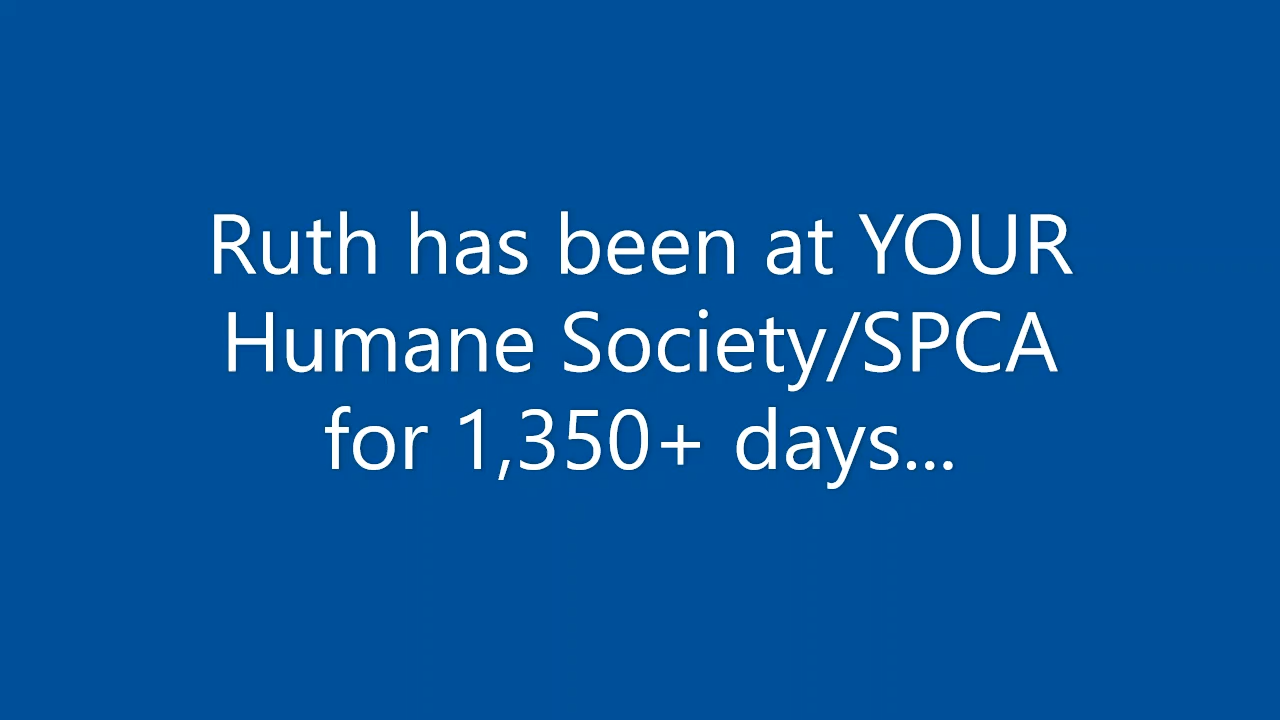 Ruth has been at YOUR
Humane Society/SPCA
for 1,350+ days...